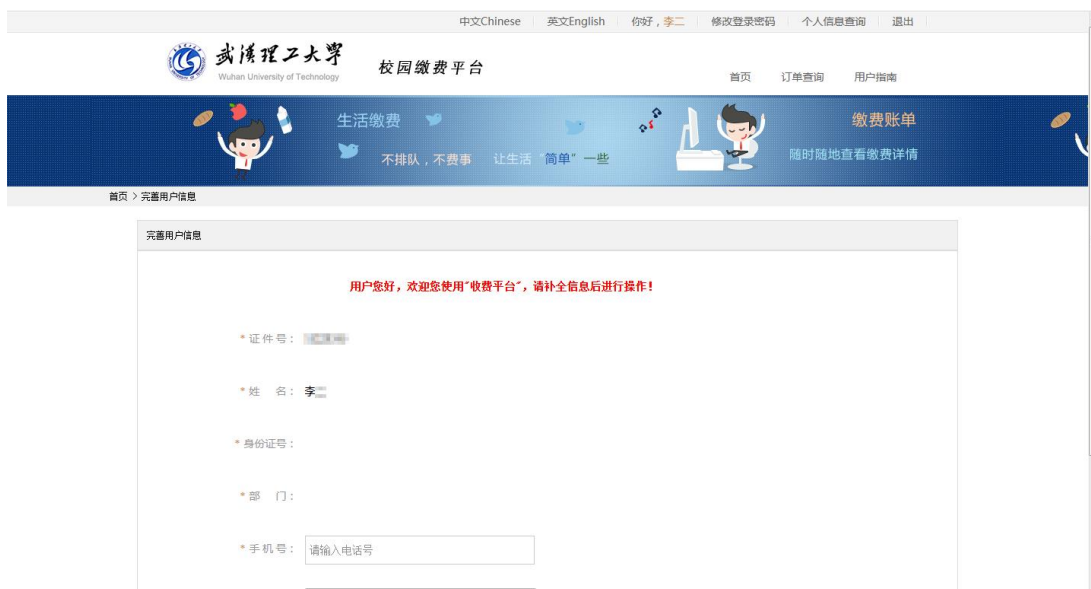 中文Chinese 英文English 你好，李二 修改登录密码 个人信息查询 退出
武汉理工大学
Wuhan University of Technology
校园缴费平台
首页 订单查询 用户指南
生活缴费
不排队，不费事 让生活“简单”一些
缴费账单
随时随地查看缴费详情
首页 > 完善用户信息
完善用户信息
用户您好，欢迎您使用"收费平台"，请补全信息后进行操作！
* 证件号：
* 姓 名： 李
* 身份证号：
* 部 门：
* 手机号： 请输入电话号